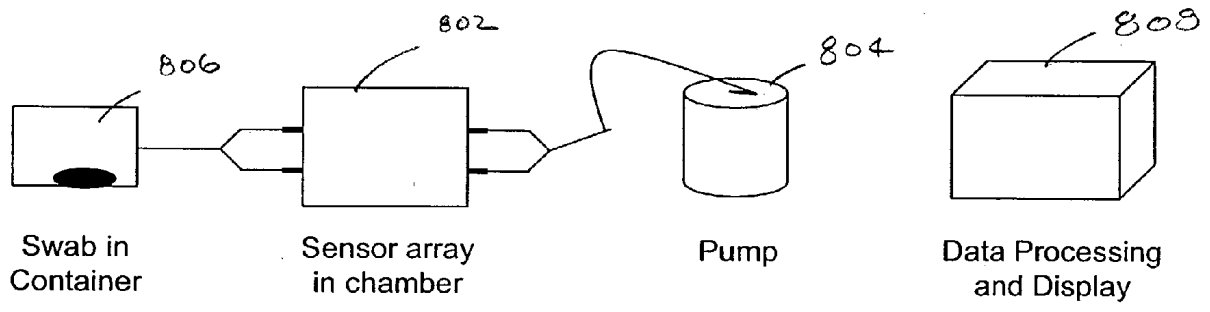 806
802
804
808
Swab in
Container
Sensor array
in chamber
Pump
Data Processing
and Display